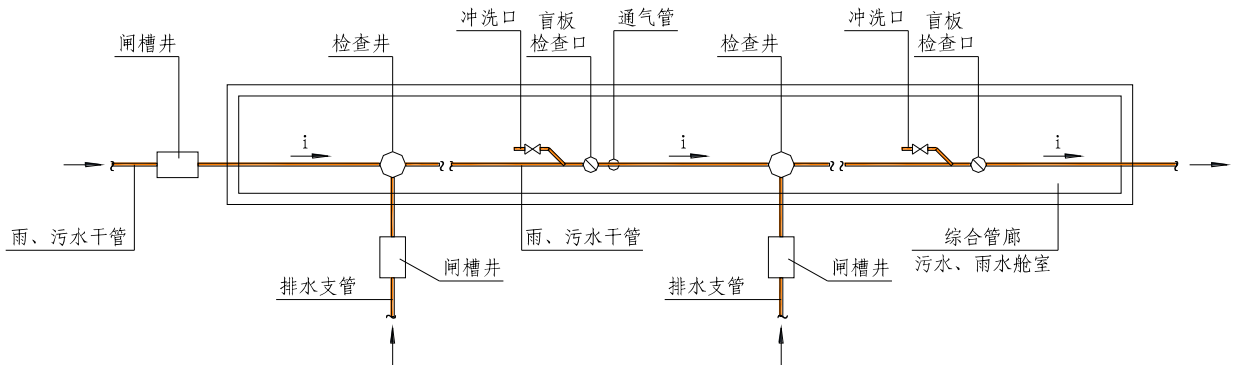 冲洗口
盲板
检查口
通气管
冲洗口
盲板
检查口
闸槽井
检查井
检查井
i
i
i
雨、污水干管
雨、污水干管
综合管廊
污水、雨水舱室
闸槽井
闸槽井
排水支管
排水支管